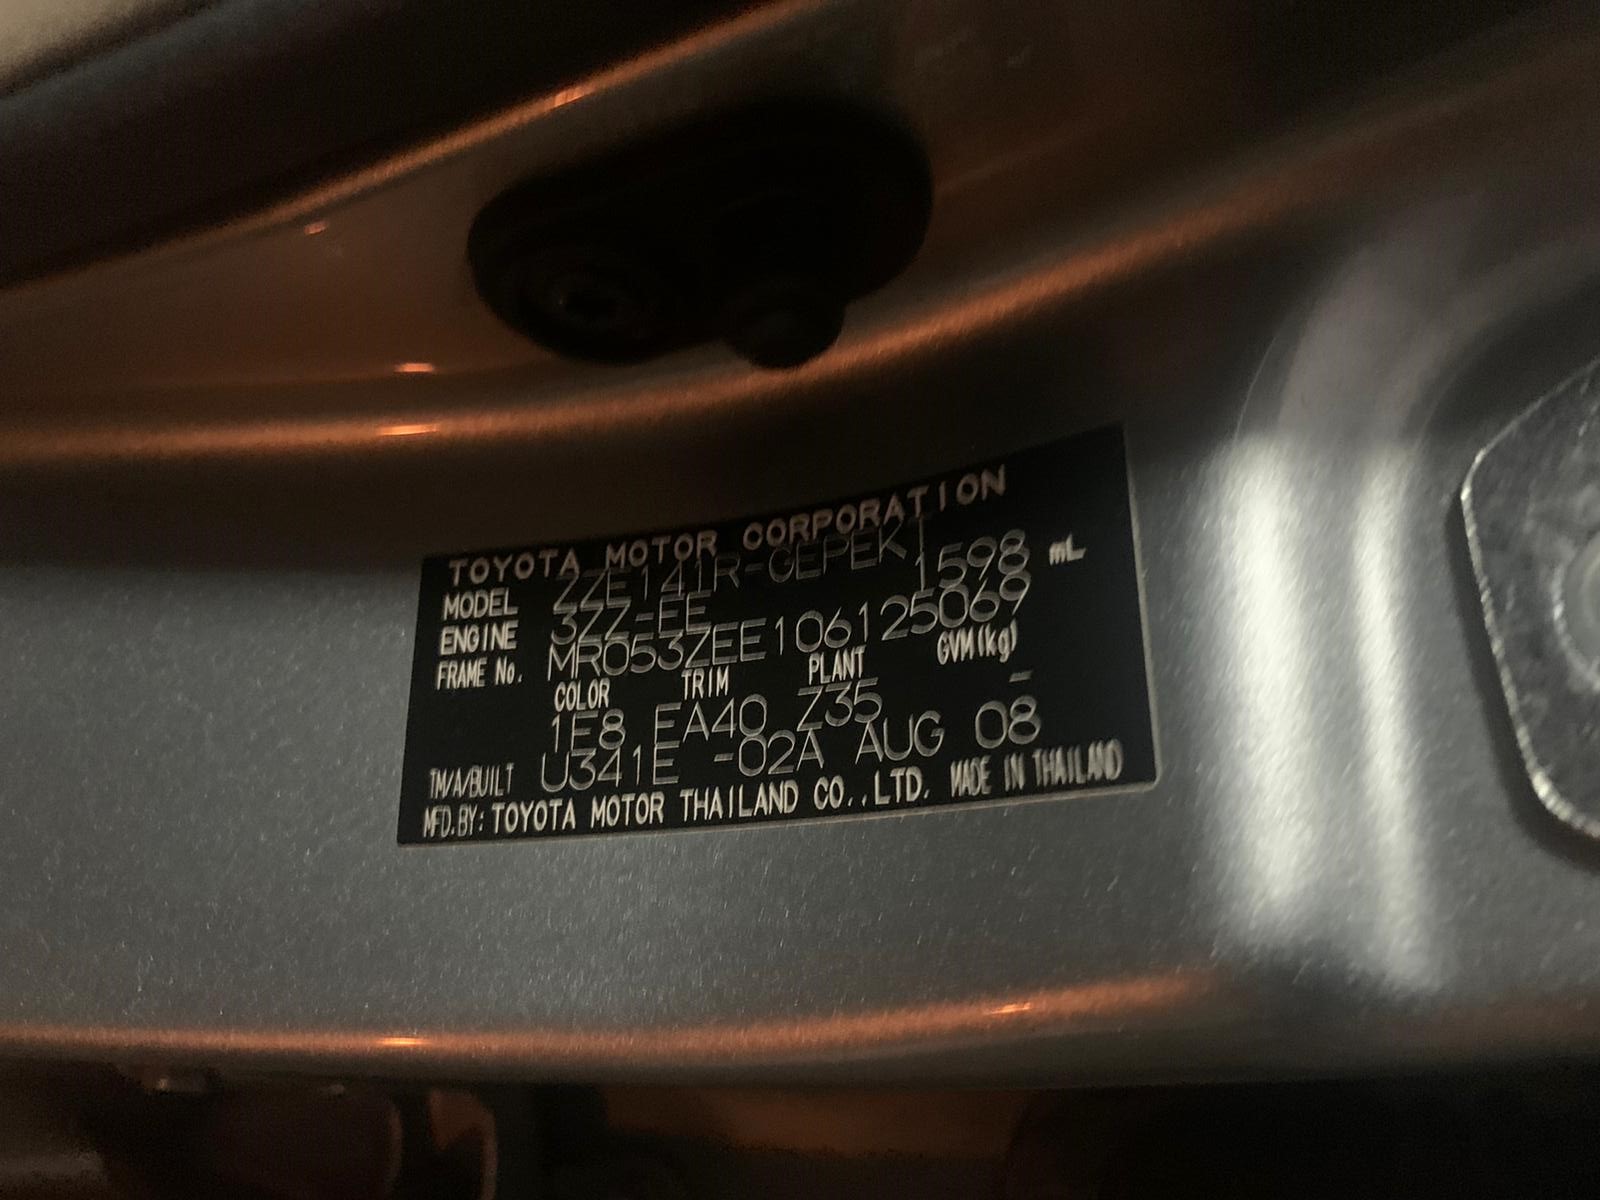 TOYOTA MOTOR CORPORATION
MODEL ZZE141R-GEPEKT
ENGINE 3ZZ-FE 1598 mL
FRAME No. MR053ZEE106125069
COLOR TRIM PLANT GVM(kg)
1E8 FA40 Z35 -
TM/A/BUILT U341E -02A AUG 08
MFD.BY: TOYOTA MOTOR THAILAND CO.,LTD. MADE IN THAILAND